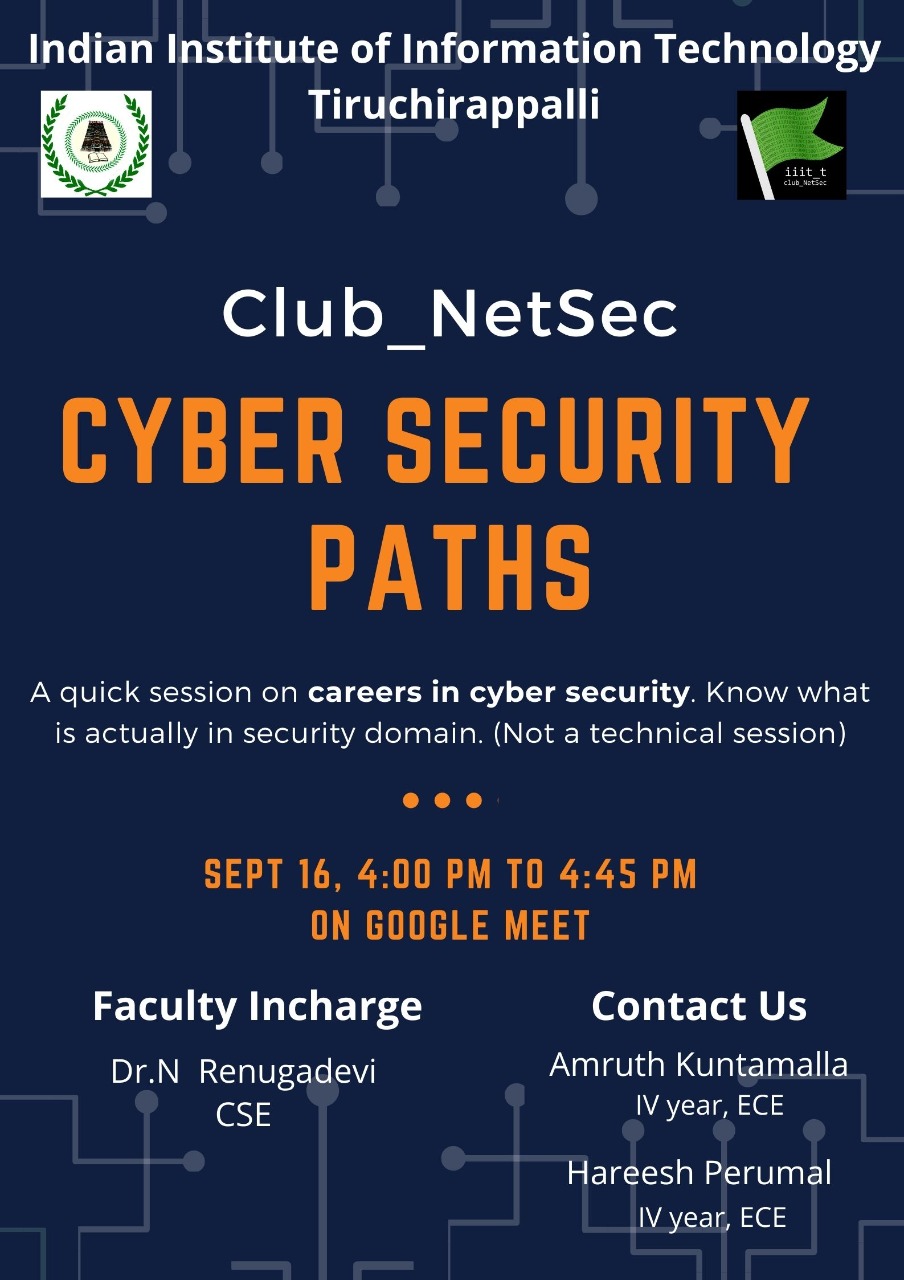 Indian Institute of Information Technology
Tiruchirappalli
iiit_t
club_NetSec
Club_NetSec
CYBER SECURITY
PATHS
A quick session on careers in cyber security. Know what
is actually in security domain. (Not a technical session)
SEPT 16, 4:00 PM TO 4:45 PM
ON GOOGLE MEET
Faculty Incharge
Dr.N  Renugadevi
CSE
Contact Us
Amruth Kuntamalla
IV year, ECE
Hareesh Perumal
IV year, ECE